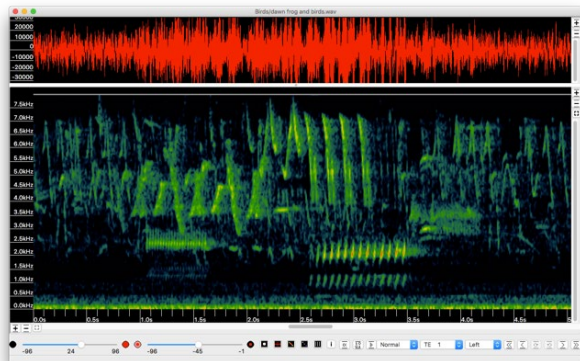 Birds/dawn frog and birds.wav
30000
20000
10000
0
-10000
-20000
-30000
7.5kHz
7.0kHz
6.5kHz
6.0kHz
5.5kHz
5.0kHz
4.5kHz
4.0kHz
3.5kHz
3.0kHz
2.5kHz
2.0kHz
1.5kHz
1.0kHz
0.5kHz
0.0kHz
0.0s 0.5s 1.0s 1.5s 2.0s 2.5s 3.0s 3.5s 4.0s 4.5s
-96 24 96 -96 -45 -1 Normal TE 1 Left